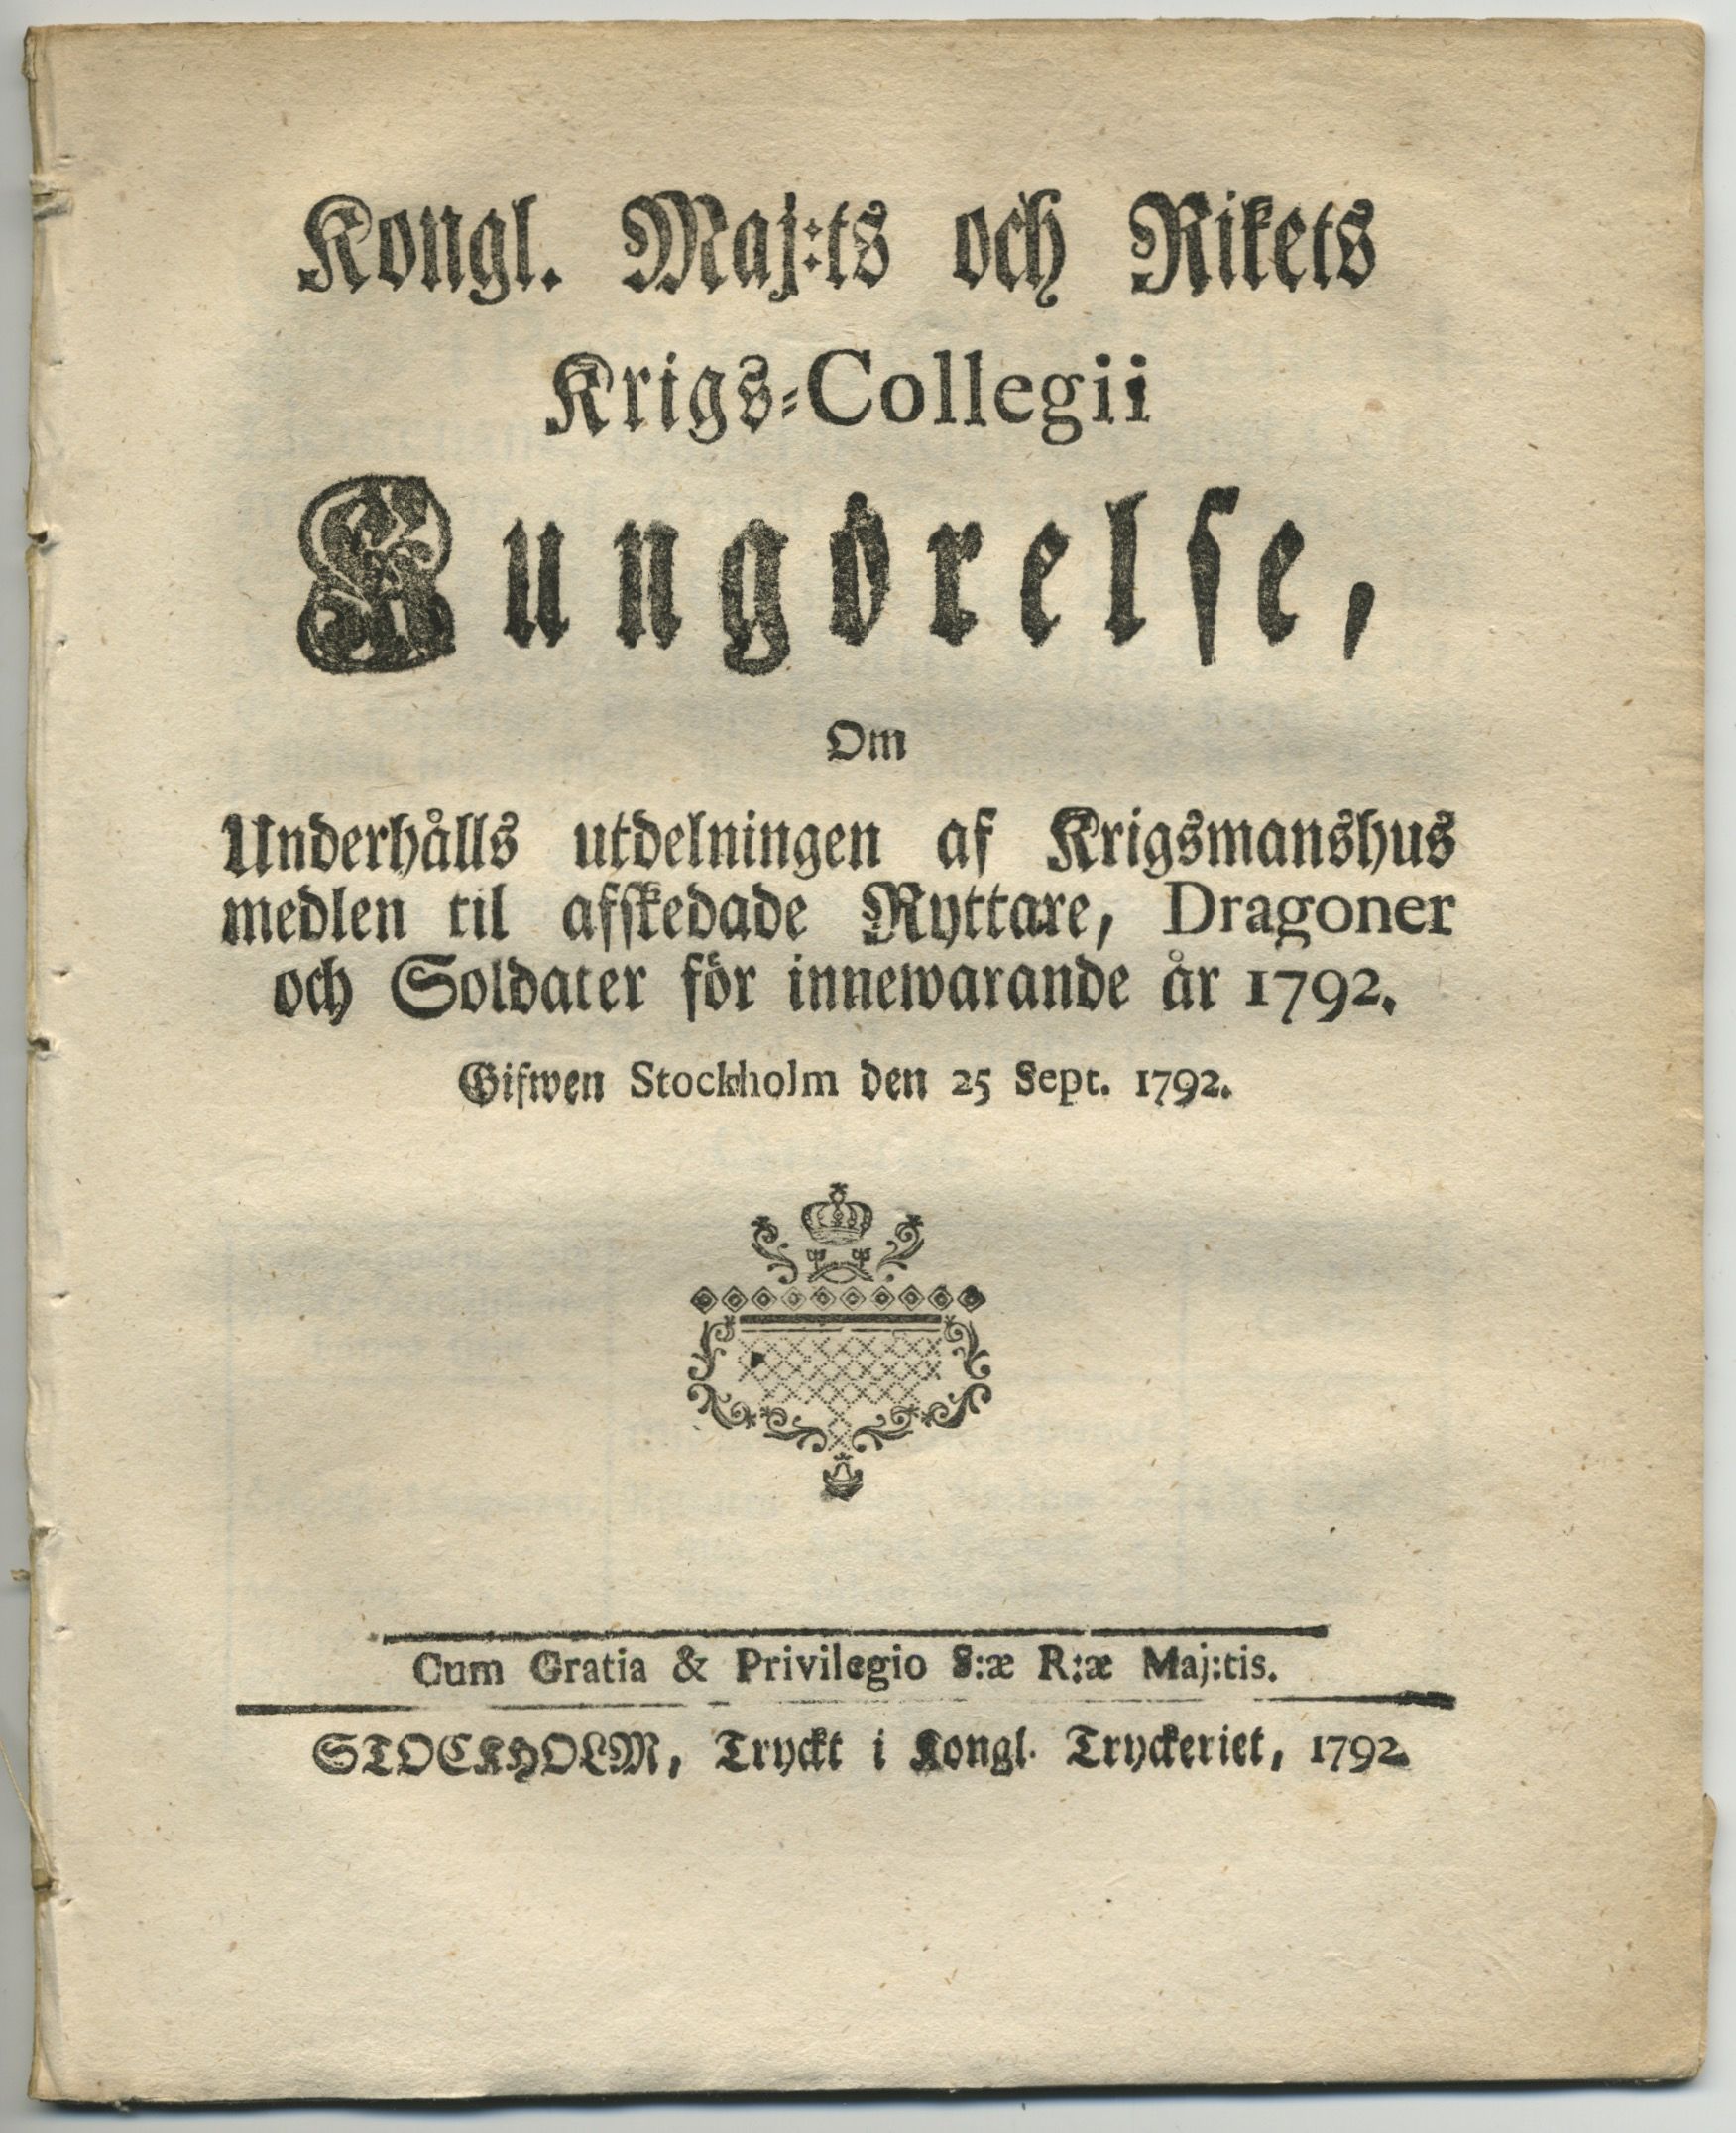 Kongl. Maj:ts och Rikets
Krigs-Collegii
Kungörelse,
Om
Underhålls utdelningen af Krigsmanshus
medlen til afskedade Ryttare, Dragoner
och Soldater för innewarande år 1792.
Gifwen Stockholm den 25 Sept. 1792.
Cum Gratia & Privilegio S:æ R:æ Maj:tis.
STOCKHOLM, Tryckt i Kongl. Tryckeriet, 1792.